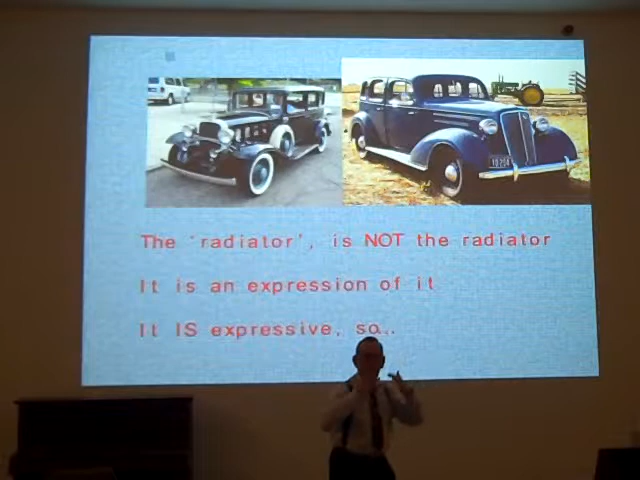 The 'radiator', is NOT the radiator
It is an expression of it
It IS expressive, so..